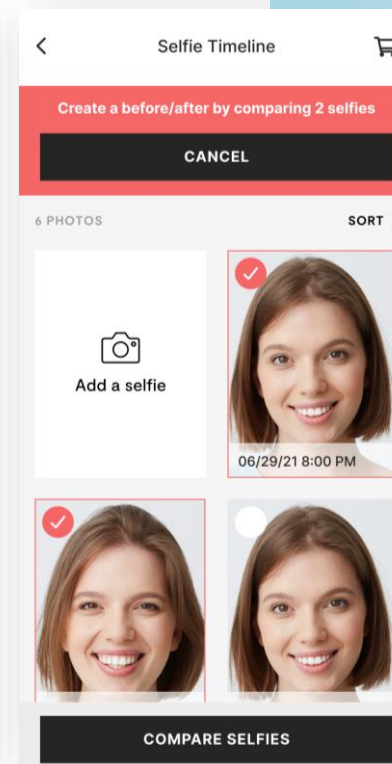 Selfie Timeline
Create a before/after by comparing 2 selfies
CANCEL
6 PHOTOS
SORT
Add a selfie
06/29/21 8:00 PM
COMPARE SELFIES